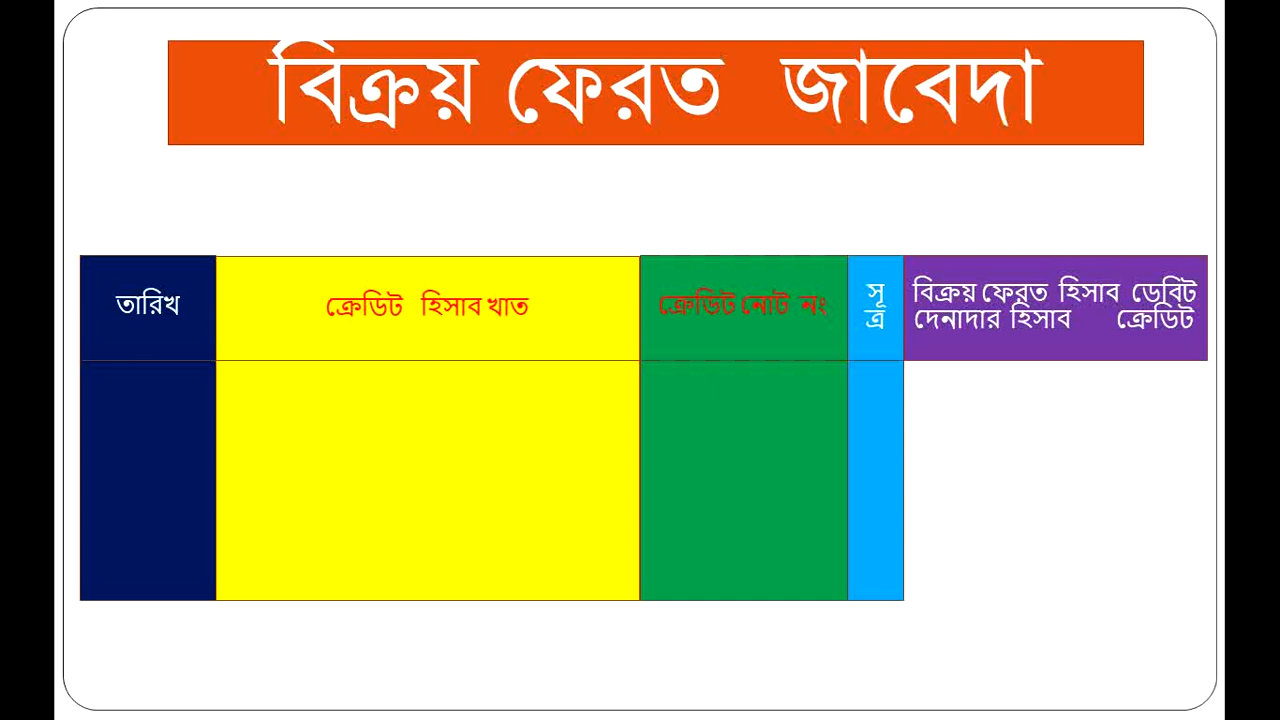 বিক্রয় ফেরত জাবেদা
তারিখ
ক্রেডিট হিসাব খাত
ক্রেডিট নোট নং
সূ
ত্র
বিক্রয় ফেরত হিসাব ডেবিট
দেনাদার হিসাব ক্রেডিট